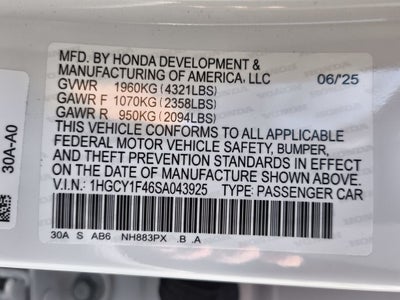 MFD. BY HONDA DEVELOPMENT &
MANUFACTURING OF AMERICA, LLC 06/25
GVWR 1960KG(4321LBS)
GAWR F 1070KG(2358LBS)
GAWR R 950KG(2094LBS)
THIS VEHICLE CONFORMS TO ALL APPLICABLE
FEDERAL MOTOR VEHICLE SAFETY, BUMPER,
AND THEFT PREVENTION STANDARDS IN EFFECT
ON THE DATE OF MANUFACTURE SHOWN ABOVE.
V.I.N.: 1HGCY1F46SA043925 TYPE: PASSENGER CAR
30A S AB6 NH883PX .B .A
30A-A0